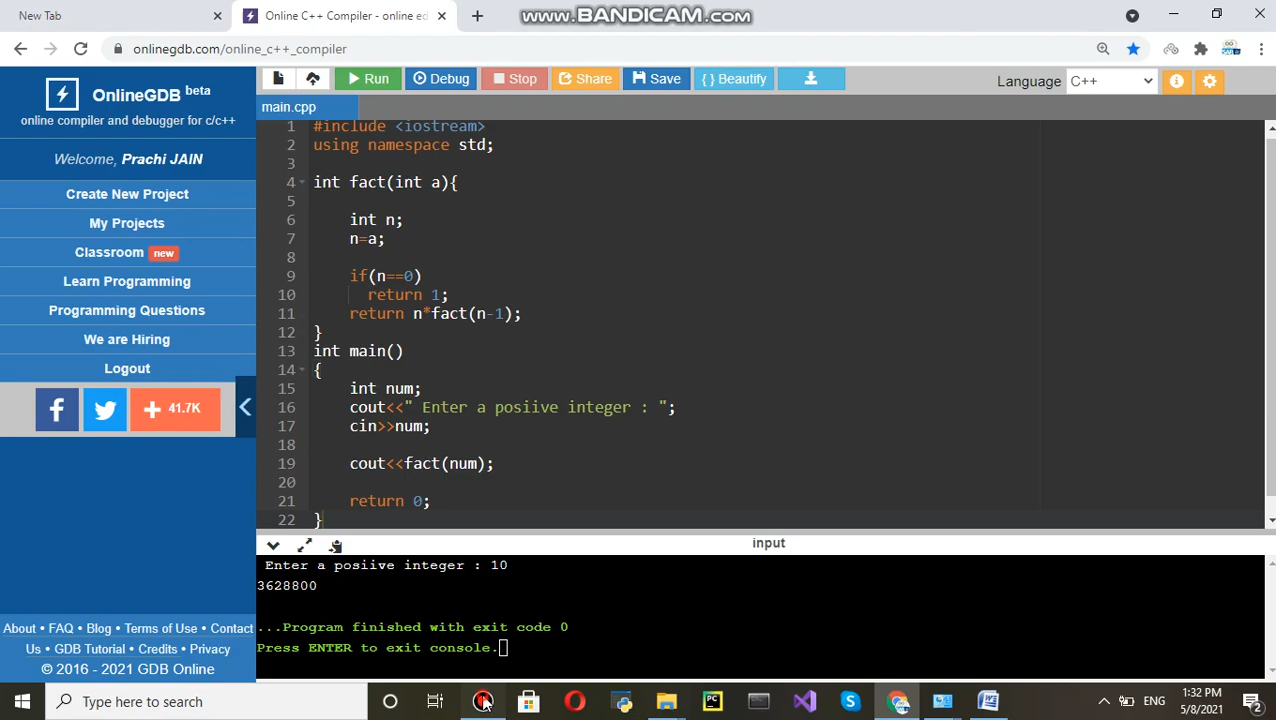 www.BANDICAM.com
New Tab
Online C++ Compiler - online ed
onlinegdb.com/online_c++_compiler
OnlineGDB beta
online compiler and debugger for c/c++
Welcome, Prachi JAIN
Create New Project
My Projects
Classroom new
Learn Programming
Programming Questions
We are Hiring
Logout
41.7K
About • FAQ • Blog • Terms of Use • Contact
Us • GDB Tutorial • Credits • Privacy
© 2016 - 2021 GDB Online
Run Debug Stop Share Save { } Beautify
Language C++
main.cpp
1 #include <iostream>
2 using namespace std;
3
4 int fact(int a){
5
6 int n;
7 n=a;
8
9 if(n==0)
10 return 1;
11 return n*fact(n-1);
12 }
13 int main()
14 {
15 int num;
16 cout<<" Enter a posiive integer : ";
17 cin>>num;
18
19 cout<<fact(num);
20
21 return 0;
22 }
input
Enter a posiive integer : 10
3628800
...Program finished with exit code 0
Press ENTER to exit console.
Type here to search
ENG
1:32 PM
5/8/2021
2